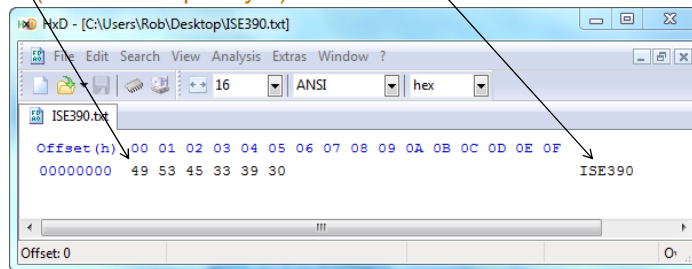 HxD - [C:\Users\Rob\Desktop\ISE390.txt]
File Edit Search View Analysis Extras Window ?
16 ANSI hex
ISE390.txt
Offset(h) 00 01 02 03 04 05 06 07 08 09 0A 0B 0C 0D 0E 0F
00000000 49 53 45 33 39 30 ISE390
Offset: 0